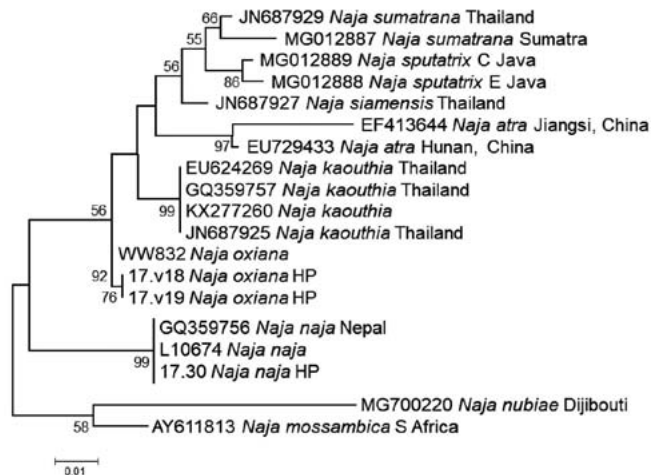 66 JN687929 Naja sumatrana Thailand
55 MG012887 Naja sumatrana Sumatra
MG012889 Naja sputatrix C Java
56 86 MG012888 Naja sputatrix E Java
JN687927 Naja siamensis Thailand
EF413644 Naja atra Jiangsi, China
97 EU729433 Naja atra Hunan, China
EU624269 Naja kaouthia Thailand
GQ359757 Naja kaouthia Thailand
56 99 KX277260 Naja kaouthia
JN687925 Naja kaouthia Thailand
WW832 Naja oxiana
92 17.v18 Naja oxiana HP
76 17.v19 Naja oxiana HP
GQ359756 Naja naja Nepal
L10674 Naja naja
99 17.30 Naja naja HP
MG700220 Naja nubiae Dijibouti
58 AY611813 Naja mossambica S Africa
0.01